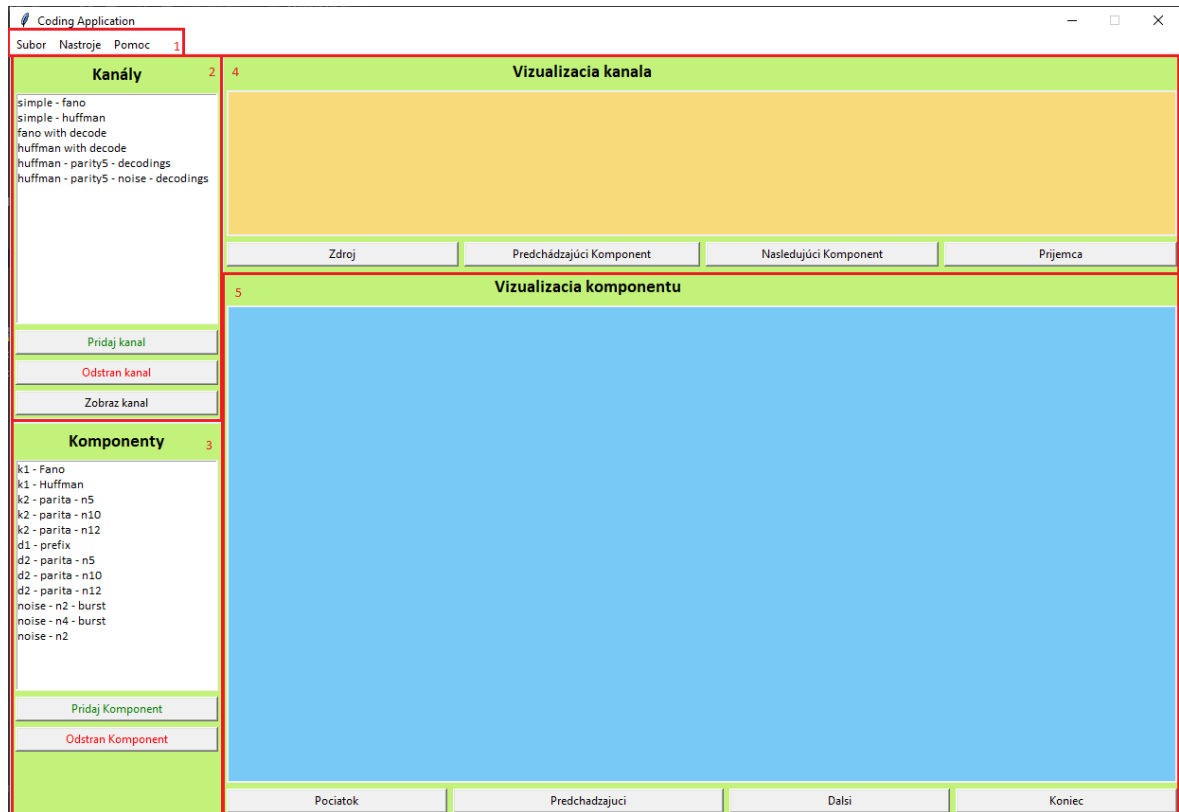 Coding Application
Subor Nastroje Pomoc 1
Kanály 2
simple - fano
simple - huffman
fano with decode
huffman with decode
huffman - parity5 - decodings
huffman - parity5 - noise - decodings
Pridaj kanal
Odstran kanal
Zobraz kanal
Komponenty 3
k1 - Fano
k1 - Huffman
k2 - parita - n5
k2 - parita - n10
k2 - parita - n12
d1 - prefix
d2 - parita - n5
d2 - parita - n10
d2 - parita - n12
noise - n2 - burst
noise - n4 - burst
noise - n2
Pridaj Komponent
Odstran Komponent
4 Vizualizacia kanala
Zdroj Predchádzajúci Komponent Nasledujúci Komponent Prijemca
5 Vizualizacia komponentu
Pociatok Predchadzajuci Dalsi Koniec